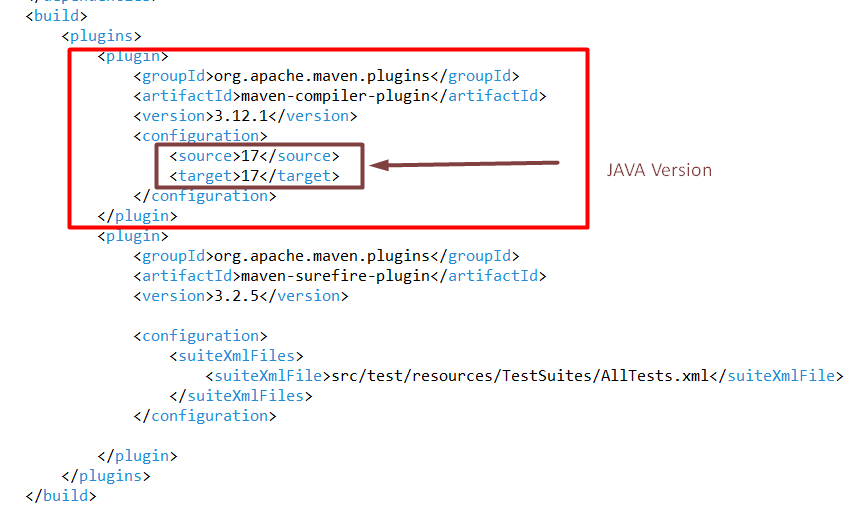 </dependencies>
<build>
<plugins>
<plugin>
<groupId>org.apache.maven.plugins</groupId>
<artifactId>maven-compiler-plugin</artifactId>
<version>3.12.1</version>
<configuration>
<source>17</source>
<target>17</target>
JAVA Version
</configuration>
</plugin>
<plugin>
<groupId>org.apache.maven.plugins</groupId>
<artifactId>maven-surefire-plugin</artifactId>
<version>3.2.5</version>
<configuration>
<suiteXmlFiles>
<suiteXmlFile>src/test/resources/TestSuites/AllTests.xml</suiteXmlFile>
</suiteXmlFiles>
</configuration>
</plugin>
</plugins>
</build>